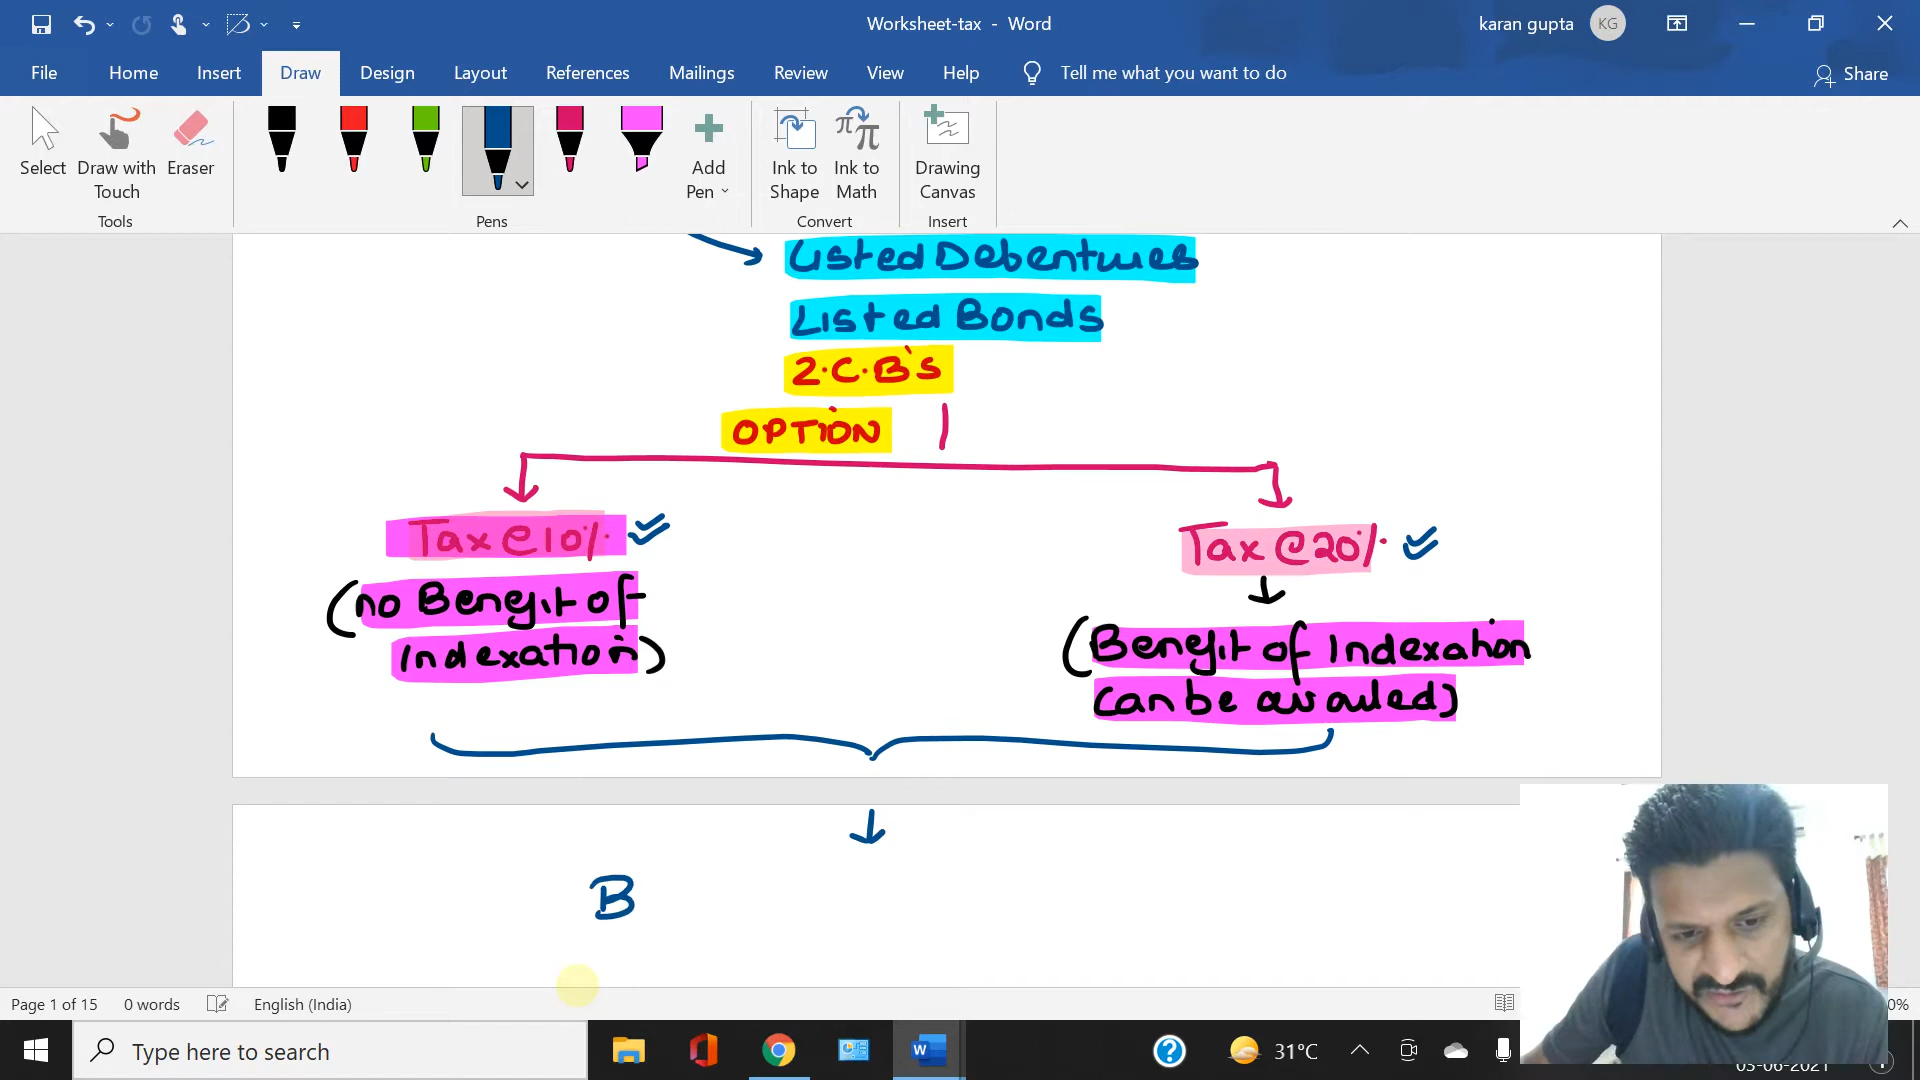 Worksheet-tax - Word
karan gupta
KG
File
Home
Insert
Draw
Design
Layout
References
Mailings
Review
View
Help
Tell me what you want to do
Share
Select
Draw with Touch
Eraser
Add Pen
Ink to Shape
Ink to Math
Drawing Canvas
Tools
Pens
Convert
Insert
Listed Debentures
Listed Bonds
Z.C.B's
OPTION
Tax @ 10%
Tax @ 20%
(no Benefit of
Indexation)
(Benefit of Indexation
can be availed)
B
Page 1 of 15
0 words
English (India)
0%
Type here to search
31°C
03-06-2021